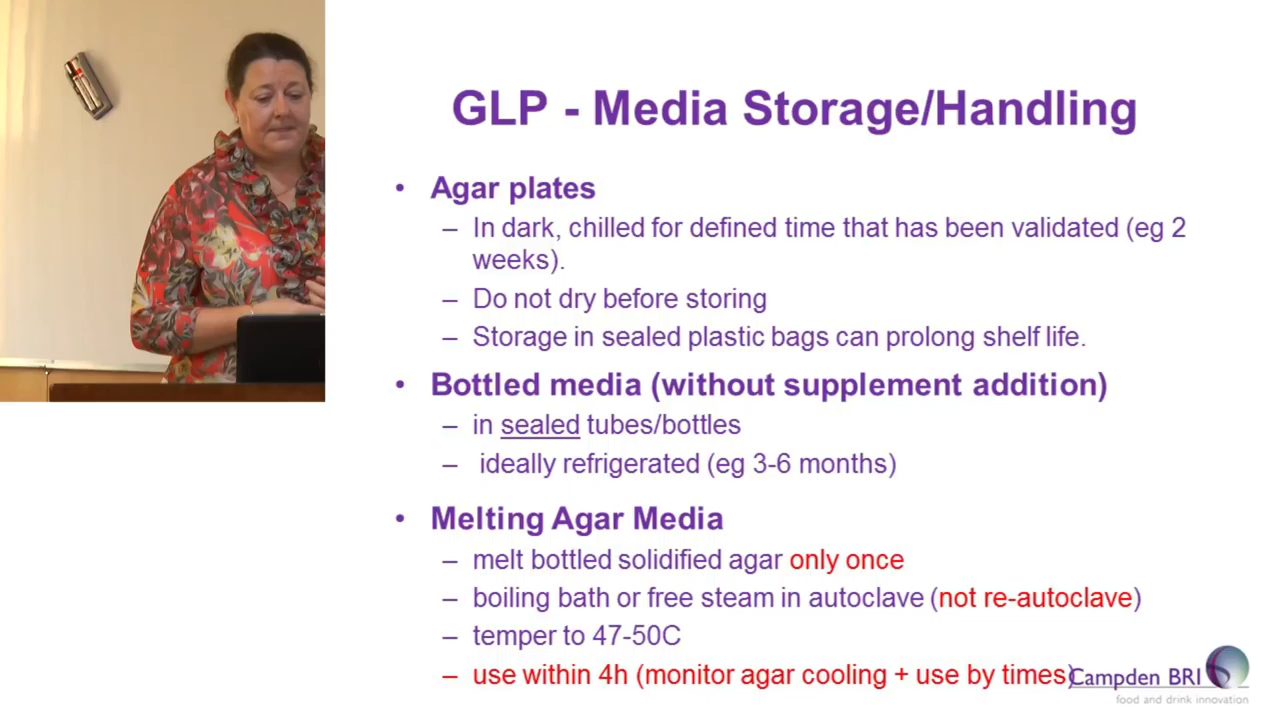 GLP - Media Storage/Handling
• Agar plates
– In dark, chilled for defined time that has been validated (eg 2
weeks).
– Do not dry before storing
– Storage in sealed plastic bags can prolong shelf life.
• Bottled media (without supplement addition)
– in sealed tubes/bottles
– ideally refrigerated (eg 3-6 months)
• Melting Agar Media
– melt bottled solidified agar only once
– boiling bath or free steam in autoclave (not re-autoclave)
– temper to 47-50C
– use within 4h (monitor agar cooling + use by times)
Campden BRI
food and drink innovation